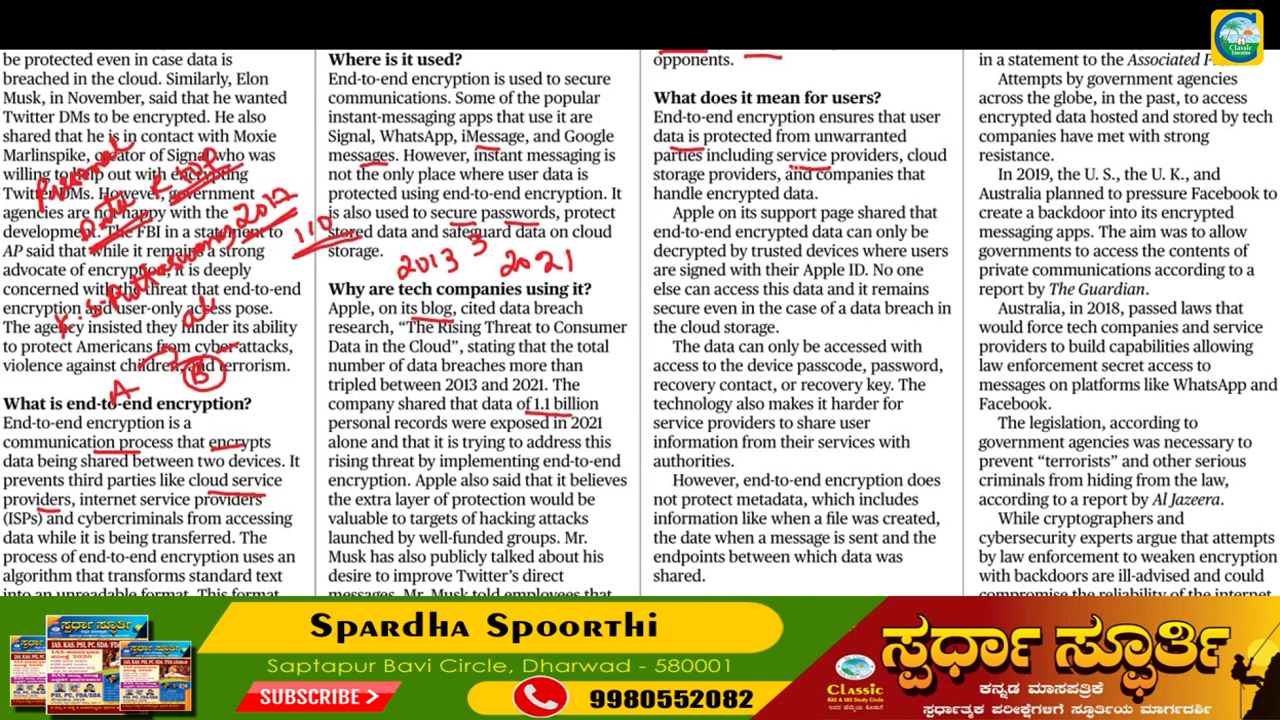 be protected even in case data is
breached in the cloud. Similarly, Elon
Musk, in November, said that he wanted
Twitter DMs to be encrypted. He also
shared that he is in contact with Moxie
Marlinspike, creator of Signal who was
willing to help out with encrypting
Twitter DMs. However, government
agencies are not happy with the
development. The FBI in a statement to
AP said that while it remains a strong
advocate of encryption, it is deeply
concerned with the threat that end-to-end
encryption and user-only access pose.
The agency insisted they hinder its ability
to protect Americans from cyber-attacks,
violence against children, and terrorism.
What is end-to-end encryption?
End-to-end encryption is a
communication process that encrypts
data being shared between two devices. It
prevents third parties like cloud service
providers, internet service providers
(ISPs) and cybercriminals from accessing
data while it is being transferred. The
process of end-to-end encryption uses an
algorithm that transforms standard text
into an unreadable format. This format
Personal
Data
K.S. Puttaswamy 2017
A
B
Where is it used?
End-to-end encryption is used to secure
communications. Some of the popular
instant-messaging apps that use it are
Signal, WhatsApp, iMessage, and Google
messages. However, instant messaging is
not the only place where user data is
protected using end-to-end encryption. It
is also used to secure passwords, protect
stored data and safeguard data on cloud
storage.
2013 3 2021
Why are tech companies using it?
Apple, on its blog, cited data breach
research, “The Rising Threat to Consumer
Data in the Cloud”, stating that the total
number of data breaches more than
tripled between 2013 and 2021. The
company shared that data of 1.1 billion
personal records were exposed in 2021
alone and that it is trying to address this
rising threat by implementing end-to-end
encryption. Apple also said that it believes
the extra layer of protection would be
valuable to targets of hacking attacks
launched by well-funded groups. Mr.
Musk has also publicly talked about his
desire to improve Twitter’s direct
messages. Mr. Musk told employees that
opponents.
What does it mean for users?
End-to-end encryption ensures that user
data is protected from unwarranted
parties including service providers, cloud
storage providers, and companies that
handle encrypted data.
Apple on its support page shared that
end-to-end encrypted data can only be
decrypted by trusted devices where users
are signed with their Apple ID. No one
else can access this data and it remains
secure even in the case of a data breach in
the cloud storage.
The data can only be accessed with
access to the device passcode, password,
recovery contact, or recovery key. The
technology also makes it harder for
service providers to share user
information from their services with
authorities.
However, end-to-end encryption does
not protect metadata, which includes
information like when a file was created,
the date when a message is sent and the
endpoints between which data was
shared.
in a statement to the Associated P
Attempts by government agencies
across the globe, in the past, to access
encrypted data hosted and stored by tech
companies have met with strong
resistance.
In 2019, the U. S., the U. K., and
Australia planned to pressure Facebook to
create a backdoor into its encrypted
messaging apps. The aim was to allow
governments to access the contents of
private communications according to a
report by The Guardian.
Australia, in 2018, passed laws that
would force tech companies and service
providers to build capabilities allowing
law enforcement secret access to
messages on platforms like WhatsApp and
Facebook.
The legislation, according to
government agencies was necessary to
prevent “terrorists” and other serious
criminals from hiding from the law,
according to a report by Al Jazeera.
While cryptographers and
cybersecurity experts argue that attempts
by law enforcement to weaken encryption
with backdoors are ill-advised and could
compromise the reliability of the internet
Classic
Education
Spardha Spoorthi
Saptapur Bavi Circle Dharwad - 580001
SUBSCRIBE >
9980552082
Classic
ಸ್ಪರ್ಧಾ ಸ್ಫೂರ್ತಿ
ಕನ್ನಡ ಮಾಸಪತ್ರಿಕೆ
ಸ್ಪರ್ಧಾತ್ಮಕ ಪರೀಕ್ಷೆಗಳಿಗೆ ಸ್ಫೂರ್ತಿಯ ಮಾರ್ಗದರ್ಶಿ